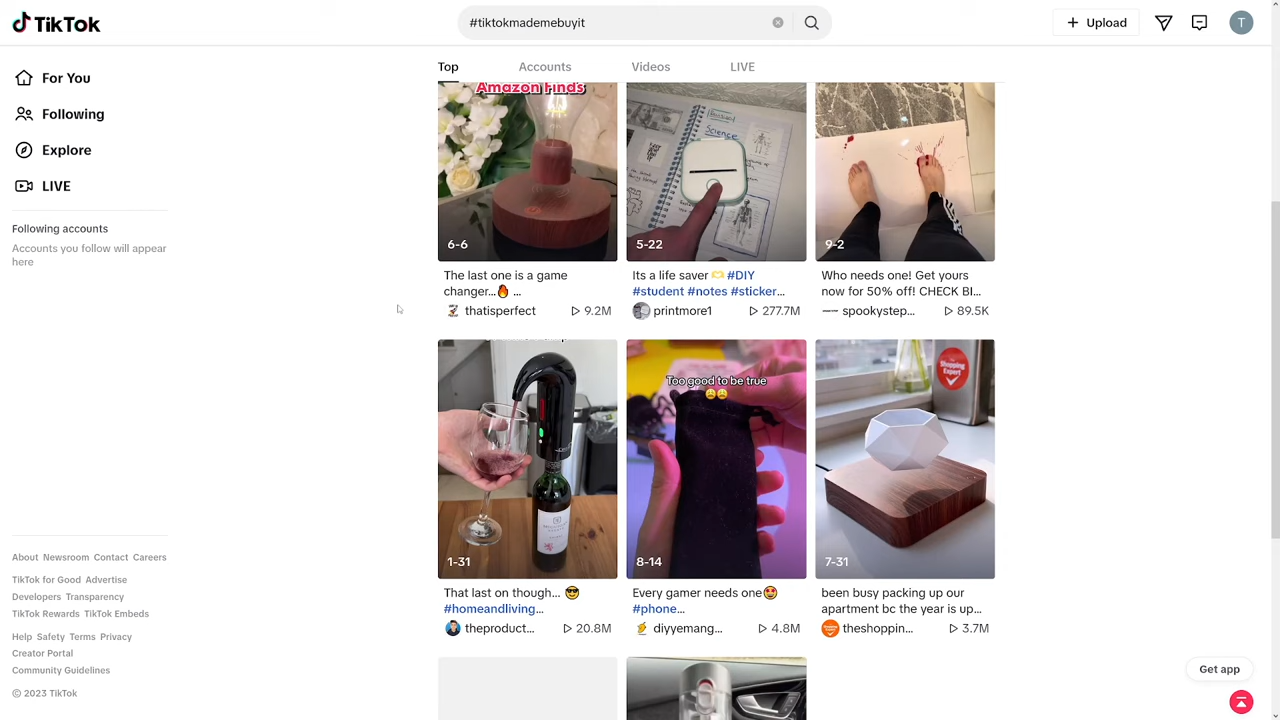 TikTok
#tiktokmademebuyit
Upload
T
For You
Following
Explore
LIVE
Following accounts
Accounts you follow will appear
here
About Newsroom Contact Careers
TikTok for Good Advertise
Developers Transparency
TikTok Rewards TikTok Embeds
Help Safety Terms Privacy
Creator Portal
Community Guidelines
© 2023 TikTok
Top Accounts Videos LIVE
Amazon Finds
6-6
The last one is a game
changer...🔥 ...
thatisperfect 9.2M
Science
5-22
Its a life saver 🫶 #DIY
#student #notes #sticker...
printmore1 277.7M
9-2
Who needs one! Get yours
now for 50% off! CHECK BI...
spookystep... 89.5K
1-31
That last on though... 😎
#homeandliving...
theproduct... 20.8M
Too good to be true
😩😩
8-14
Every gamer needs one🤩
#phone...
diyyemang... 4.8M
The
Shopping
Expert
7-31
been busy packing up our
apartment bc the year is up...
theshoppin... 3.7M
Get app